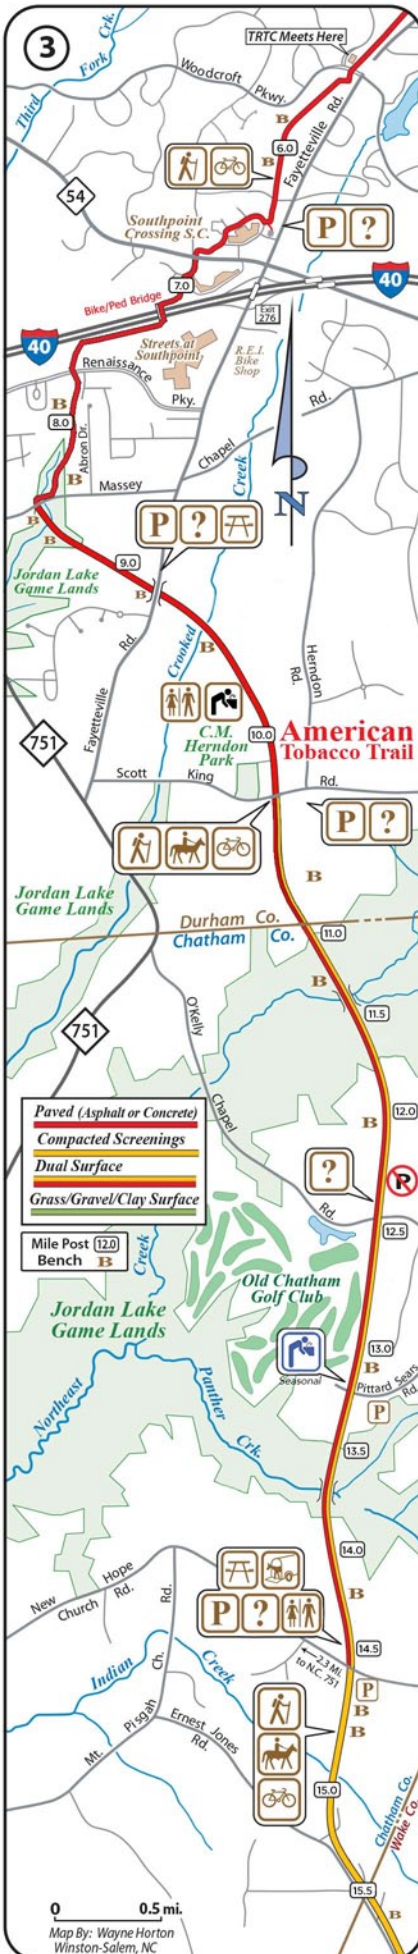 3
TRTC Meets Here
Third Fork Crk.
Woodcroft Pkwy.
Fayetteville Rd.
B
6.0
B
54
Southpoint
Crossing S.C.
P ?
7.0
Bike/Ped Bridge
40
40
Exit
276
Streets at
Southpoint
R.E.I.
Bike
Shop
Renaissance Pky.
B
8.0
Abron Dr.
B
Chapel Rd.
Creek
N
Massey
B
B
P ?
9.0
Jordan Lake
Game Lands
B
Fayetteville Rd.
Crooked
B
Herndon Rd.
C.M.
Herndon
Park
10.0
American
Tobacco Trail
751
Scott King Rd.
P ?
B
Jordan Lake
Game Lands
Durham Co.
Chatham Co.
11.0
B
11.5
751
O'Kelly Chapel Rd.
B
12.0
P
?
12.5
Paved (Asphalt or Concrete)
Compacted Screenings
Dual Surface
Grass/Gravel/Clay Surface
Mile Post 12.0
Bench B
Creek
Old Chatham
Golf Club
Jordan Lake
Game Lands
13.0
B
Seasonal
Pittard Sears Rd.
P
Northeast
Panther Crk.
13.5
14.0
B
New Hope
Church Rd.
P ?
14.5
2.3 MI.
to N.C. 751
P
B
B
Indian Creek
Mt. Pisgah Ch. Rd.
Ernest Jones
Rd.
15.0
Chatham Co.
Wake Co.
15.5
B
0 0.5 mi.
Map By: Wayne Horton
Winston-Salem, NC